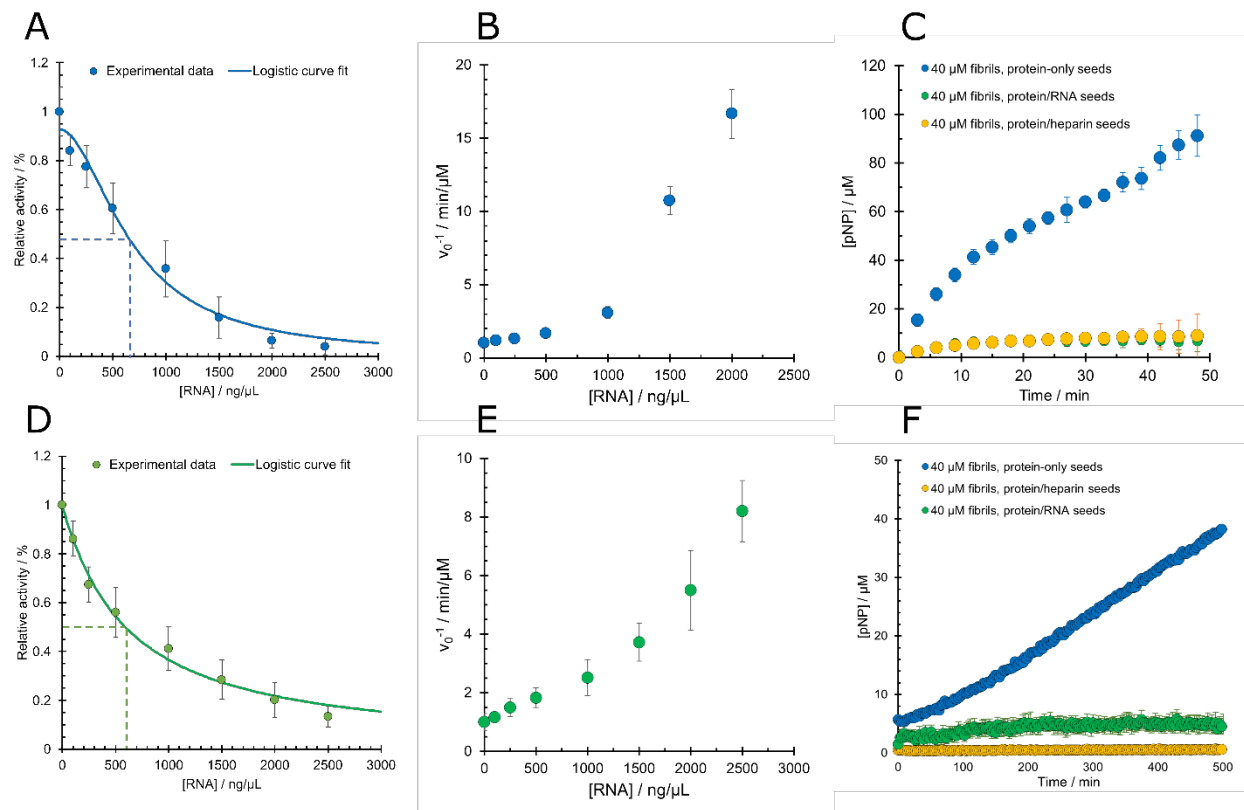 A
Experimental data Logistic curve fit
Relative activity / %
1.2
1
0.8
0.6
0.4
0.2
0
0 500 1000 1500 2000 2500 3000
[RNA] / ng/µL
B
v₀⁻¹ / min/µM
20
15
10
5
0
0 500 1000 1500 2000 2500
[RNA] / ng/µL
C
40 µM fibrils, protein-only seeds
40 µM fibrils, protein/RNA seeds
40 µM fibrils, protein/heparin seeds
[pNP] / µM
120
100
80
60
40
20
0
0 10 20 30 40 50
Time / min
D
Experimental data Logistic curve fit
Relative activity / %
1.2
1
0.8
0.6
0.4
0.2
0
0 500 1000 1500 2000 2500 3000
[RNA] / ng/µL
E
v₀⁻¹ / min/µM
10
8
6
4
2
0
0 500 1000 1500 2000 2500 3000
[RNA] / ng/µL
F
40 µM fibrils, protein-only seeds
40 µM fibrils, protein/heparin seeds
40 µM fibrils, protein/RNA seeds
[pNP] / µM
50
40
30
20
10
0
0 100 200 300 400 500
Time / min